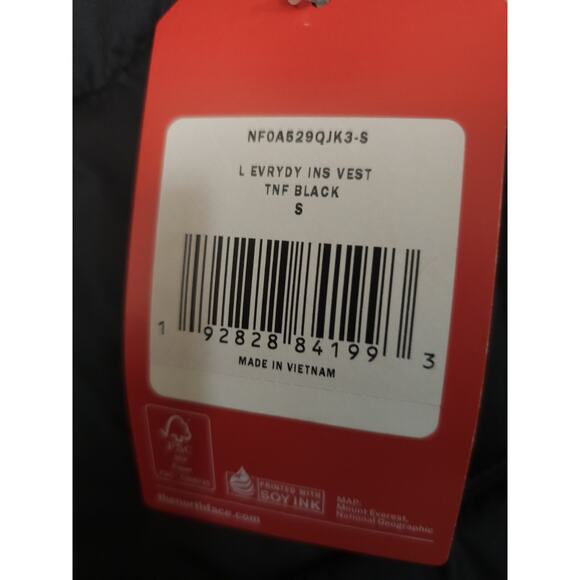 NF0A529QJK3-S
L EVRYDY INS VEST
TNF BLACK
S
1 92828 84199 3
MADE IN VIETNAM
FSC
PRINTED WITH
SOY INK
MAP:
Mount Everest,
National Geographic
thenorthface.com